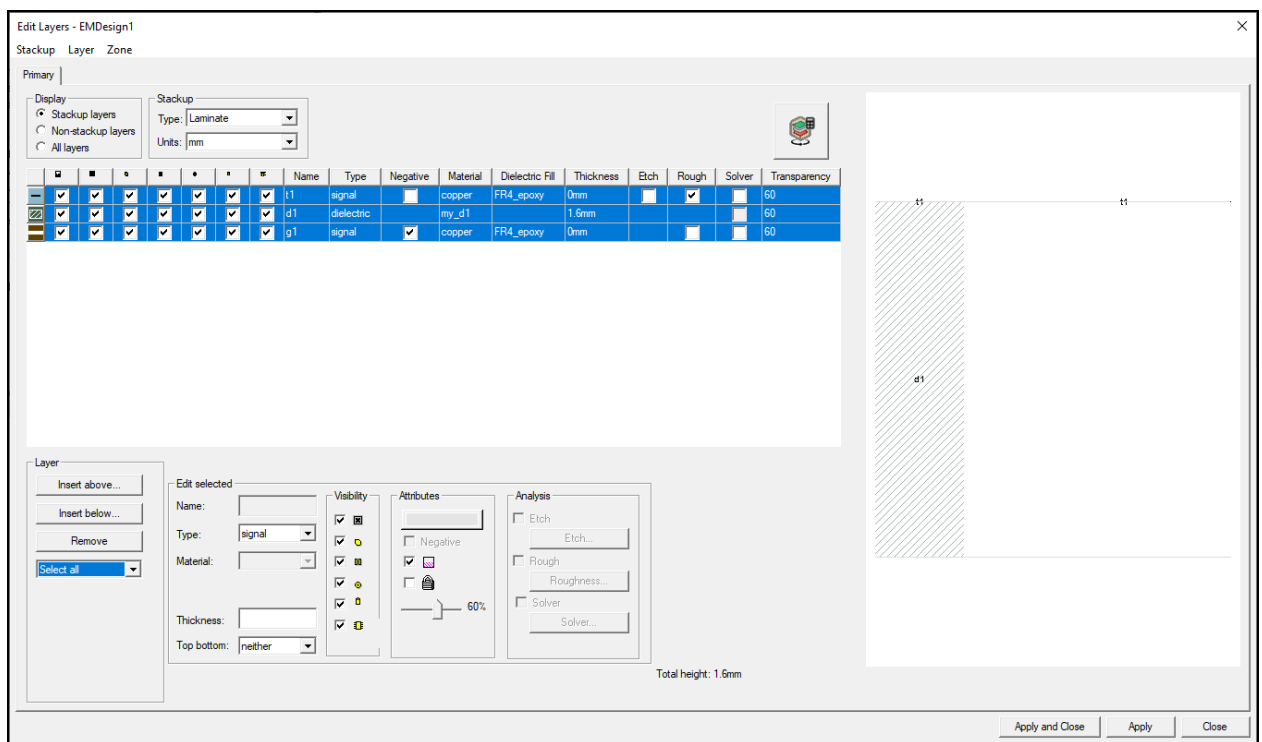 Edit Layers - EMDesign1
Stackup Layer Zone
Primary
Display
Stackup layers
Non-stackup layers
All layers
Stackup
Type: Laminate
Units: mm
Name Type Negative Material Dielectric Fill Thickness Etch Rough Solver Transparency
t1 signal copper FR4_epoxy 0mm 60
d1 dielectric my_d1 1.6mm 60
g1 signal copper FR4_epoxy 0mm 60
t1 t1
d1
Layer
Insert above...
Insert below...
Remove
Select all
Edit selected
Name:
Type: signal
Material:
Thickness:
Top bottom: neither
Visibility
Attributes
Negative
60%
Analysis
Etch
Etch...
Rough
Roughness...
Solver
Solver...
Total height: 1.6mm
Apply and Close Apply Close